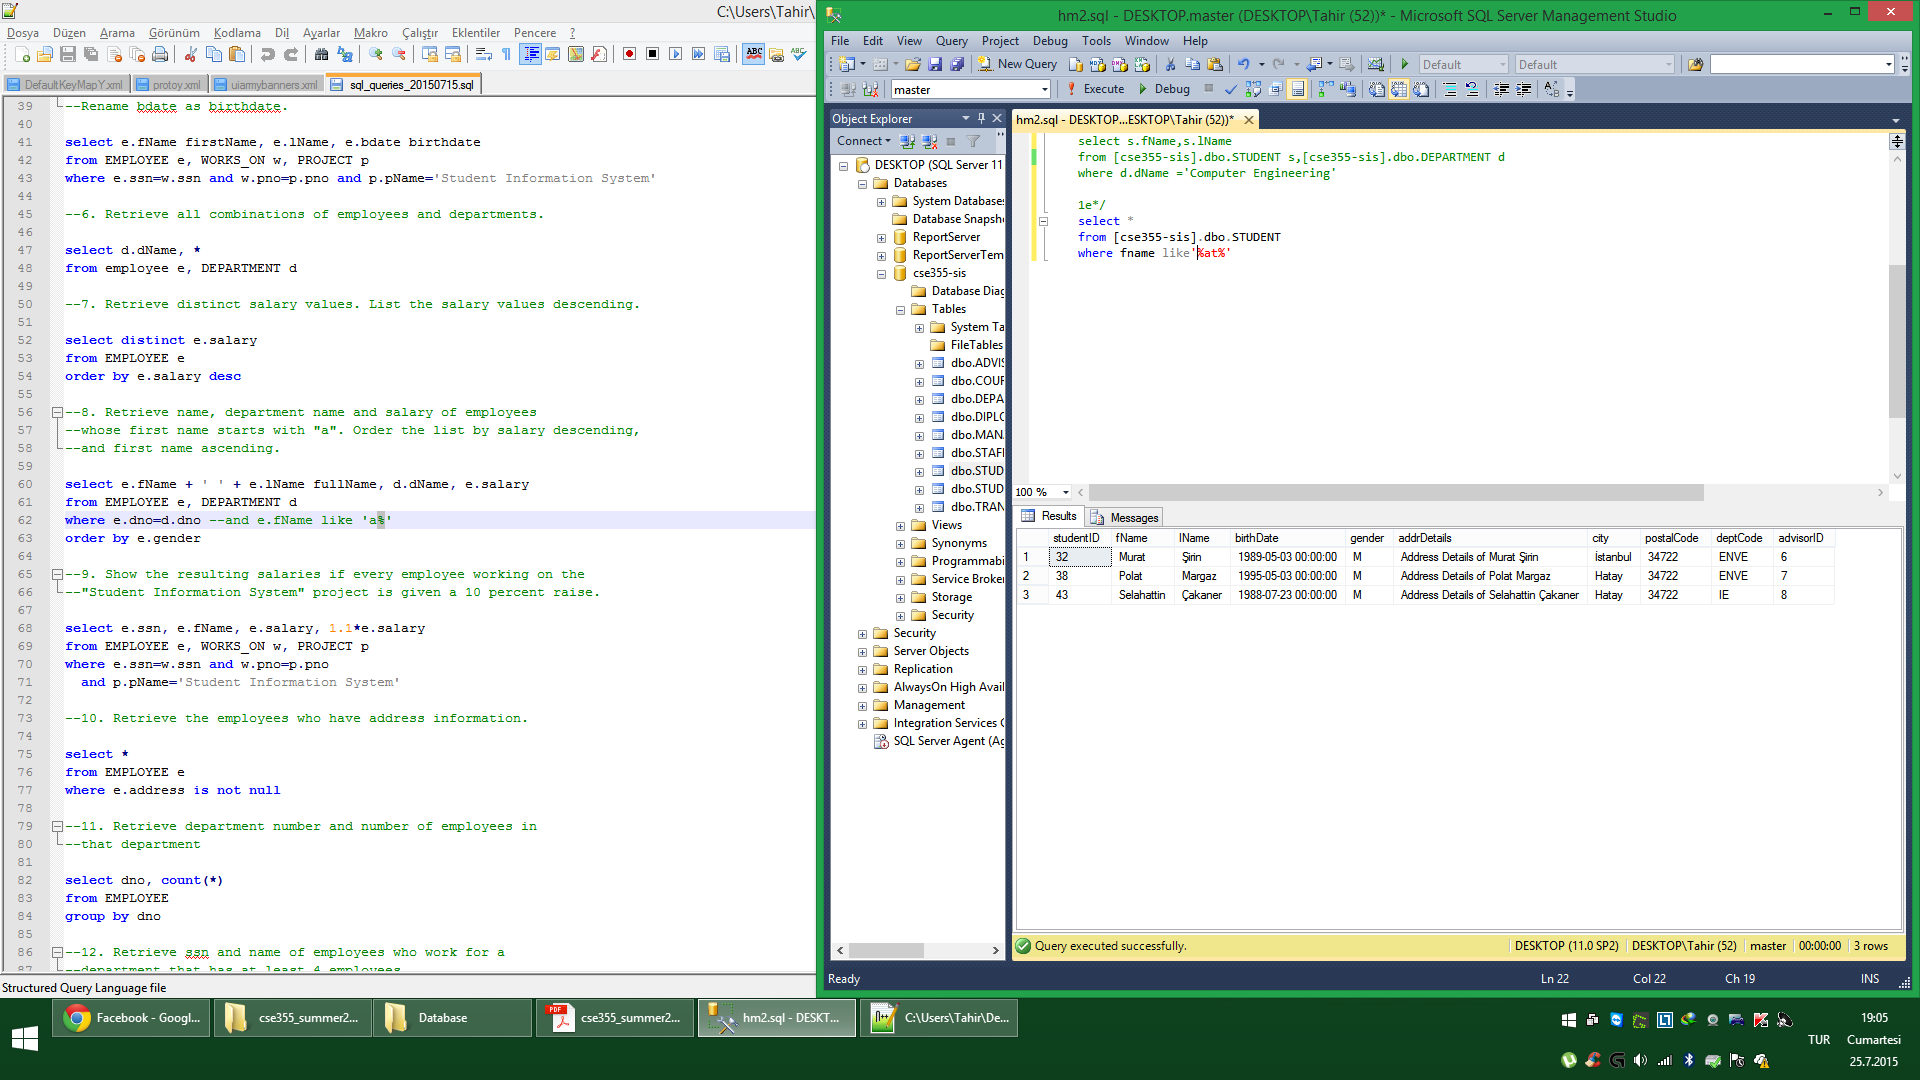 C:\Users\Tahir\
Dosya Düzen Arama Görünüm Kodlama Dil Ayarlar Makro Çalıştır Eklentiler Pencere ?
DefaultKeyMapY.xml protoy.xml uiamybanners.xml sql_queries_20150715.sql
39 --Rename bdate as birthdate.
40
41 select e.fName firstName, e.lName, e.bdate birthdate
42 from EMPLOYEE e, WORKS_ON w, PROJECT p
43 where e.ssn=w.ssn and w.pno=p.pno and p.pName='Student Information System'
44
45 --6. Retrieve all combinations of employees and departments.
46
47 select d.dName, *
48 from employee e, DEPARTMENT d
49
50 --7. Retrieve distinct salary values. List the salary values descending.
51
52 select distinct e.salary
53 from EMPLOYEE e
54 order by e.salary desc
55
56 --8. Retrieve name, department name and salary of employees
57 --whose first name starts with "a". Order the list by salary descending,
58 --and first name ascending.
59
60 select e.fName + ' ' + e.lName fullName, d.dName, e.salary
61 from EMPLOYEE e, DEPARTMENT d
62 where e.dno=d.dno --and e.fName like 'a%'
63 order by e.gender
64
65 --9. Show the resulting salaries if every employee working on the
66 --"Student Information System" project is given a 10 percent raise.
67
68 select e.ssn, e.fName, e.salary, 1.1*e.salary
69 from EMPLOYEE e, WORKS_ON w, PROJECT p
70 where e.ssn=w.ssn and w.pno=p.pno
71 and p.pName='Student Information System'
72
73 --10. Retrieve the employees who have address information.
74
75 select *
76 from EMPLOYEE e
77 where e.address is not null
78
79 --11. Retrieve department number and number of employees in
80 --that department
81
82 select dno, count(*)
83 from EMPLOYEE
84 group by dno
85
86 --12. Retrieve ssn and name of employees who work for a
87 --department that has at least 4 employees
Structured Query Language file
hm2.sql - DESKTOP.master (DESKTOP\Tahir (52))* - Microsoft SQL Server Management Studio
File Edit View Query Project Debug Tools Window Help
New Query Default Default
master Execute Debug
Object Explorer
Connect
DESKTOP (SQL Server 11
Databases
System Databases
Database Snapsh
ReportServer
ReportServerTem
cse355-sis
Database Diag
Tables
System Ta
FileTables
dbo.ADVIS
dbo.COUR
dbo.DEPA
dbo.DIPLO
dbo.MAN
dbo.STAFI
dbo.STUD
dbo.STUD
dbo.TRAN
Views
Synonyms
Programmabi
Service Broker
Storage
Security
Security
Server Objects
Replication
AlwaysOn High Avail
Management
Integration Services C
SQL Server Agent (Ag
hm2.sql - DESKTOP...ESKTOP\Tahir (52))*
select s.fName,s.lName
from [cse355-sis].dbo.STUDENT s,[cse355-sis].dbo.DEPARTMENT d
where d.dName ='Computer Engineering'
1e*/
select *
from [cse355-sis].dbo.STUDENT
where fname like'%at%'
100 %
Results Messages
studentID fName lName birthDate gender addrDetails city postalCode deptCode advisorID
1 32 Murat Şirin 1989-05-03 00:00:00 M Address Details of Murat Şirin İstanbul 34722 ENVE 6
2 38 Polat Margaz 1995-05-03 00:00:00 M Address Details of Polat Margaz Hatay 34722 ENVE 7
3 43 Selahattin Çakaner 1988-07-23 00:00:00 M Address Details of Selahattin Çakaner Hatay 34722 IE 8
Query executed successfully. DESKTOP (11.0 SP2) DESKTOP\Tahir (52) master 00:00:00 3 rows
Ready Ln 22 Col 22 Ch 19 INS
Facebook - Googl... cse355_summer2... Database cse355_summer2... hm2.sql - DESKT... C:\Users\Tahir\De...
TUR
19:05
Cumartesi
25.7.2015